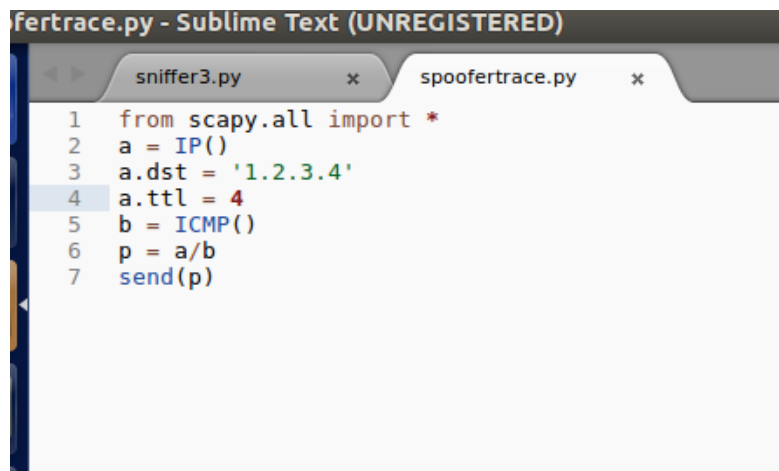 fertrace.py - Sublime Text (UNREGISTERED)
sniffer3.py × spoofertrace.py ×
1 from scapy.all import *
2 a = IP()
3 a.dst = '1.2.3.4'
4 a.ttl = 4
5 b = ICMP()
6 p = a/b
7 send(p)